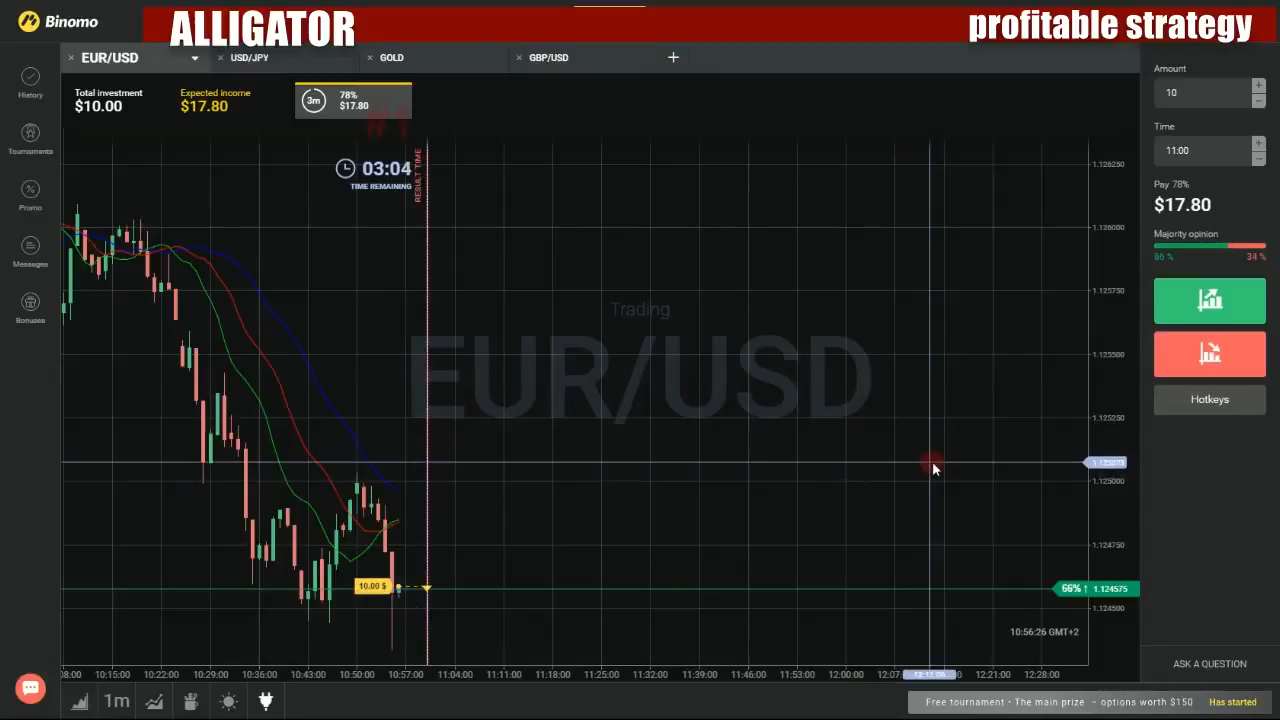 Binomo
ALLIGATOR
profitable strategy
EUR/USD
USD/JPY
GOLD
GBP/USD
Total investment
$10.00
Expected income
$17.80
3m
78%
$17.80
#1
03:04
TIME REMAINING
RESULT TIME
History
Tournaments
Promo
Messages
Bonuses
Trading
EUR/USD
1.126250
1.126000
1.125750
1.125500
1.125250
1.125000
1.124750
1.124500
66% ↑ 1.124575
10.00 $
10:56:26 GMT+2
08:00 10:15:00 10:22:00 10:29:00 10:36:00 10:43:00 10:50:00 10:57:00 11:04:00 11:11:00 11:18:00 11:25:00 11:32:00 11:39:00 11:46:00 11:53:00 12:00:00 12:07: 12:21:00 12:28:00
Amount
10
Time
11:00
Pay 78%
$17.80
Majority opinion
66 % 34 %
Hotkeys
ASK A QUESTION
1m
Free tournament • The main prize – options worth $150 Has started